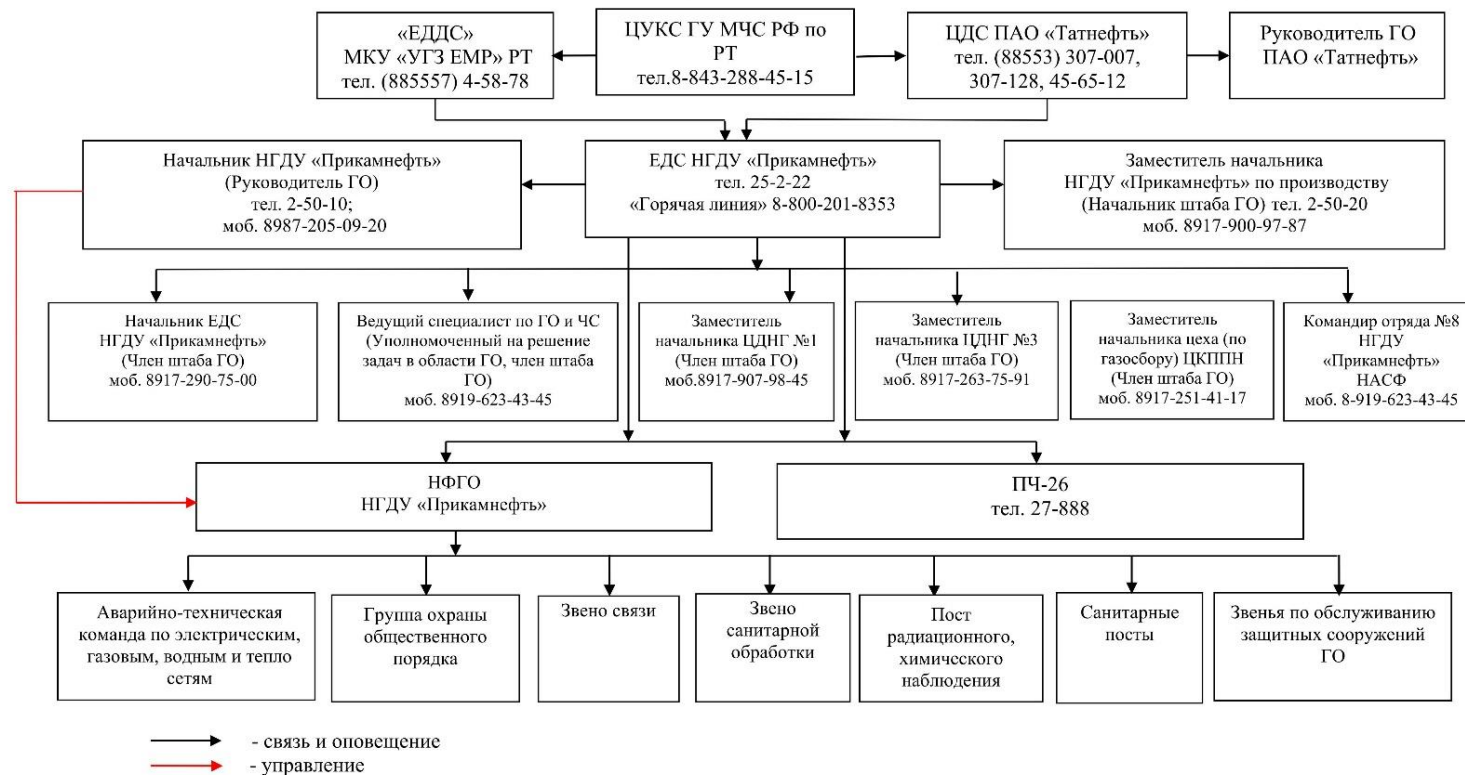 «ЕДДС»
МКУ «УГЗ ЕМР» РТ
тел. (885557) 4-58-78
ЦУКС ГУ МЧС РФ по
РТ
тел.8-843-288-45-15
ЦДС ПАО «Татнефть»
тел. (88553) 307-007,
307-128, 45-65-12
Руководитель ГО
ПАО «Татнефть»
Начальник НГДУ «Прикамнефть»
(Руководитель ГО)
тел. 2-50-10;
моб. 8987-205-09-20
ЕДС НГДУ «Прикамнефть»
тел. 25-2-22
«Горячая линия» 8-800-201-8353
Заместитель начальника
НГДУ «Прикамнефть» по производству
(Начальник штаба ГО) тел. 2-50-20
моб. 8917-900-97-87
Начальник ЕДС
НГДУ «Прикамнефть»
(Член штаба ГО)
моб. 8917-290-75-00
Ведущий специалист по ГО и ЧС
(Уполномоченный на решение
задач в области ГО, член штаба
ГО)
моб. 8919-623-43-45
Заместитель
начальника ЦДНГ №1
(Член штаба ГО)
моб.8917-907-98-45
Заместитель
начальника ЦДНГ №3
(Член штаба ГО)
моб. 8917-263-75-91
Заместитель
начальника цеха (по
газосбору) ЦКППН
(Член штаба ГО)
моб. 8917-251-41-17
Командир отряда №8
НГДУ
«Прикамнефть»
НАСФ
моб. 8-919-623-43-45
НФГО
НГДУ «Прикамнефть»
ПЧ-26
тел. 27-888
Аварийно-техническая
команда по электрическим,
газовым, водным и тепло
сетям
Группа охраны
общественного
порядка
Звено связи
Звено
санитарной
обработки
Пост
радиационного,
химического
наблюдения
Санитарные
посты
Звенья по обслуживанию
защитных сооружений
ГО
- связь и оповещение
- управление